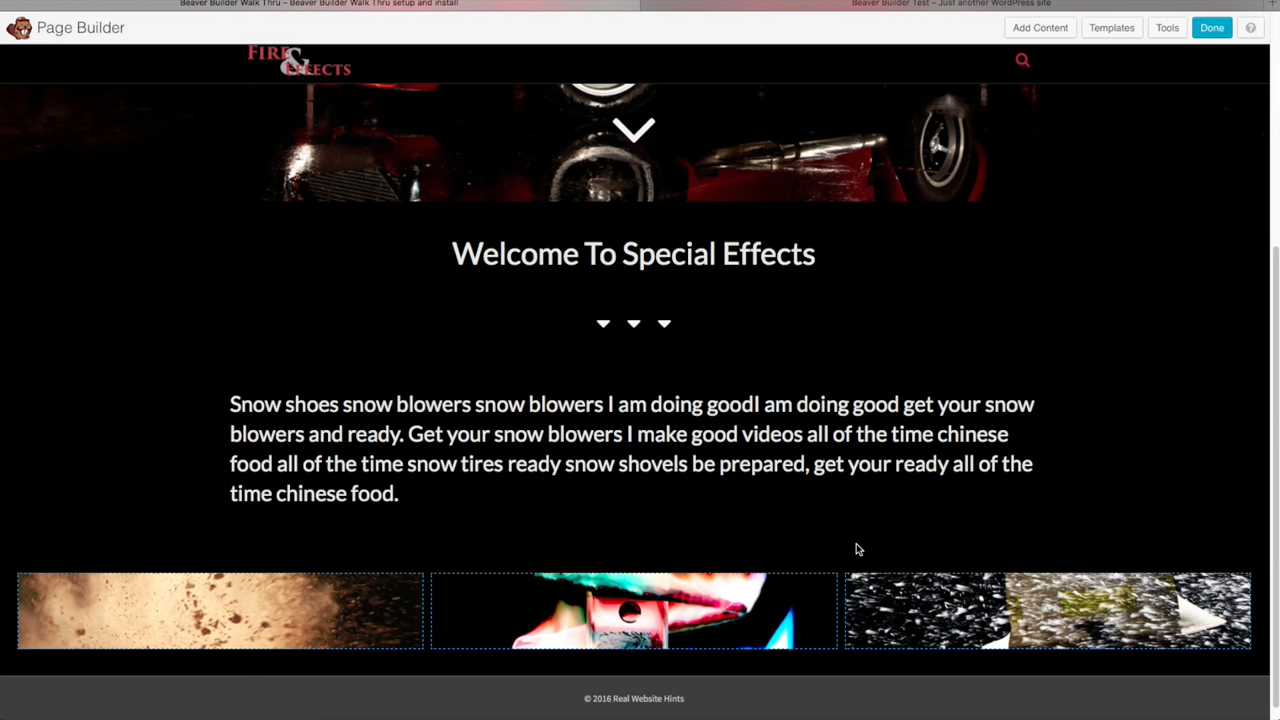 Beaver Builder Walk Thru – Beaver Builder Walk Thru setup and install
Beaver Builder Test – Just another WordPress site
Page Builder
Add Content
Templates
Tools
Done
FIRE
&
EFFECTS
Welcome To Special Effects
Snow shoes snow blowers snow blowers I am doing goodI am doing good get your snow
blowers and ready. Get your snow blowers I make good videos all of the time chinese
food all of the time snow tires ready snow shovels be prepared, get your ready all of the
time chinese food.
© 2016 Real Website Hints